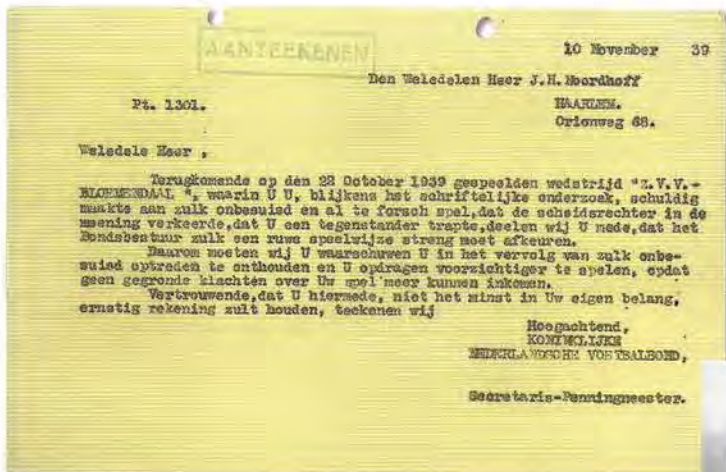 AANTEEKENEN
10 November 39
Den Weledelen Heer J.H. Noordhoff
Pt. 1301. HAARLEM.
Orionweg 68.
Weledele Heer ,
Terugkomende op den 22 October 1939 gespeelden wedstrijd "Z.V.V.-
BLOEMENDAAL ", waarin U U, blijkens het schriftelijke onderzoek, schuldig
maakte aan zulk onbesuisd en al te forsch spel,dat de scheidsrechter in de
meening verkeerde,dat U een tegenstander trapte,deelen wij U mede,dat het
Bondsbestuur zulk een ruwe speelwijze streng moet afkeuren.
Daarom moeten wij U waarschuwen U in het vervolg van zulk onbe-
suisd optreden te onthouden en U opdragen voorzichtiger te spelen, opdat
geen gegronde klachten over Uw spel meer kunnen inkomen.
Vertrouwende,dat U hiermede, niet het minst in Uw eigen belang,
ernstig rekening zult houden, teekenen wij
Hoogachtend,
KONINKLIJKE
NEDERLANDSCHE VOETBALBOND,
Secretaris-Penningmeester.